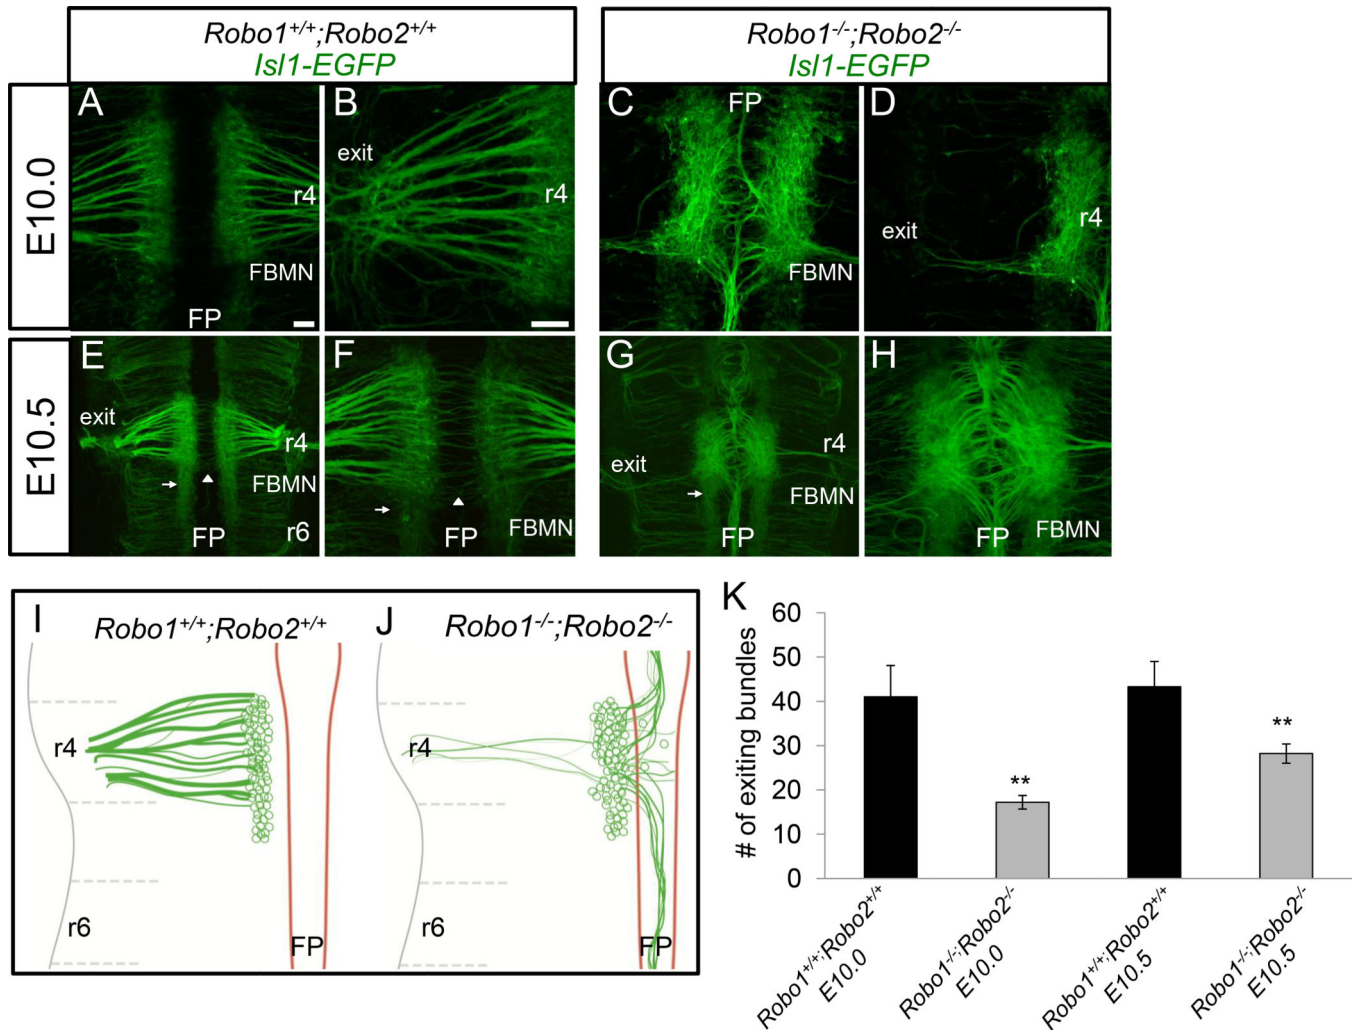 Robo1+/+;Robo2+/+
Isl1-EGFP
Robo1-/-;Robo2-/-
Isl1-EGFP
E10.0
A
r4
FBMN
FP
B
exit
r4
C
FP
FBMN
D
exit
r4
E10.5
E
exit
r4
FBMN
FP
r6
F
FP
FBMN
G
exit
r4
FBMN
FP
H
FP
FBMN
I
Robo1+/+;Robo2+/+
r4
r6
FP
J
Robo1-/-;Robo2-/-
r4
r6
FP
K
# of exiting bundles
60
50
40
30
20
10
0
**
**
Robo1+/+;Robo2+/+
E10.0
Robo1-/-;Robo2-/-
E10.0
Robo1+/+;Robo2+/+
E10.5
Robo1-/-;Robo2-/-
E10.5